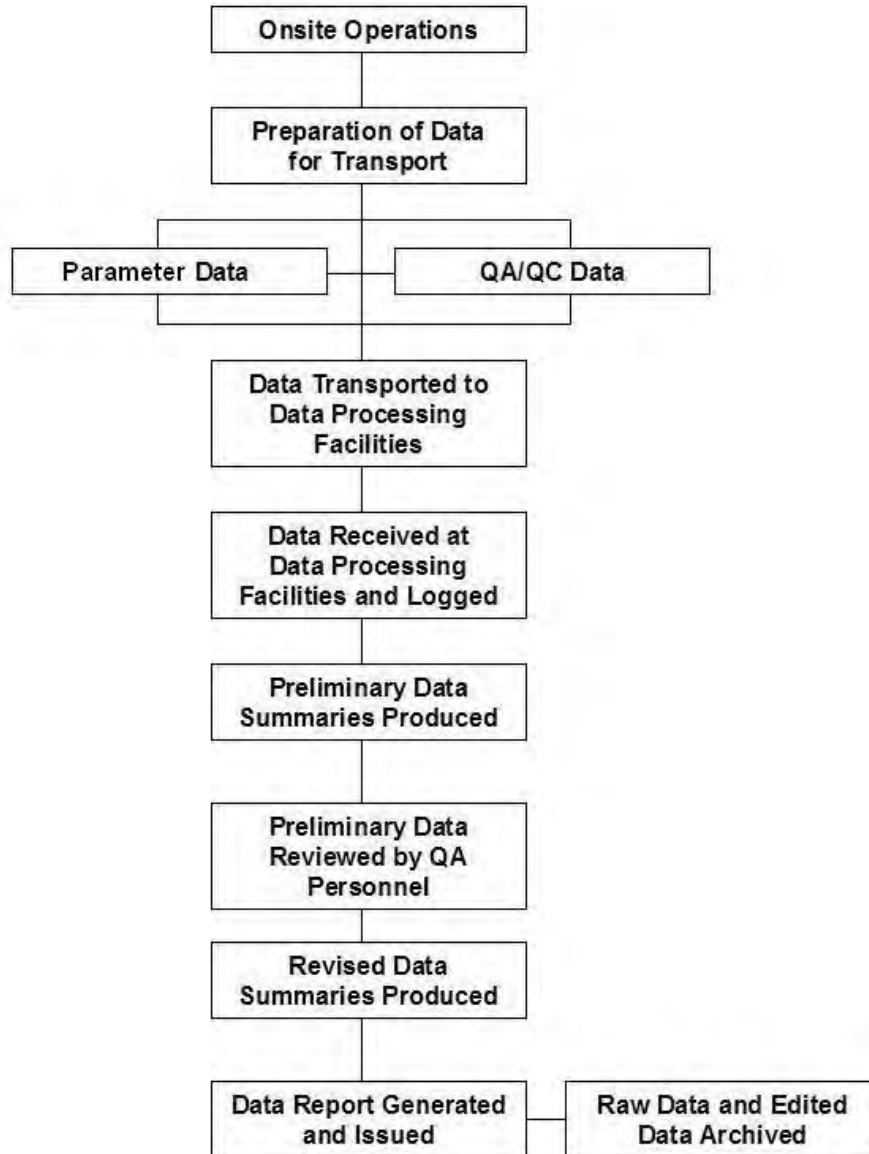 Onsite Operations
Preparation of Data
for Transport
Parameter Data
QA/QC Data
Data Transported to
Data Processing
Facilities
Data Received at
Data Processing
Facilities and Logged
Preliminary Data
Summaries Produced
Preliminary Data
Reviewed by QA
Personnel
Revised Data
Summaries Produced
Data Report Generated
and Issued
Raw Data and Edited
Data Archived